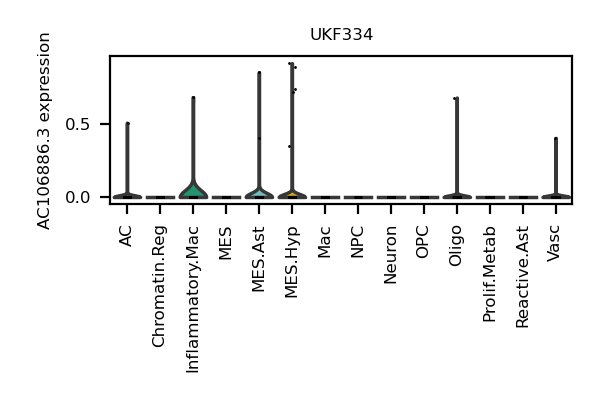 UKF334
AC106886.3 expression
0.5
0.0
AC
Chromatin.Reg
Inflammatory.Mac
MES
MES.Ast
MES.Hyp
Mac
NPC
Neuron
OPC
Oligo
Prolif.Metab
Reactive.Ast
Vasc